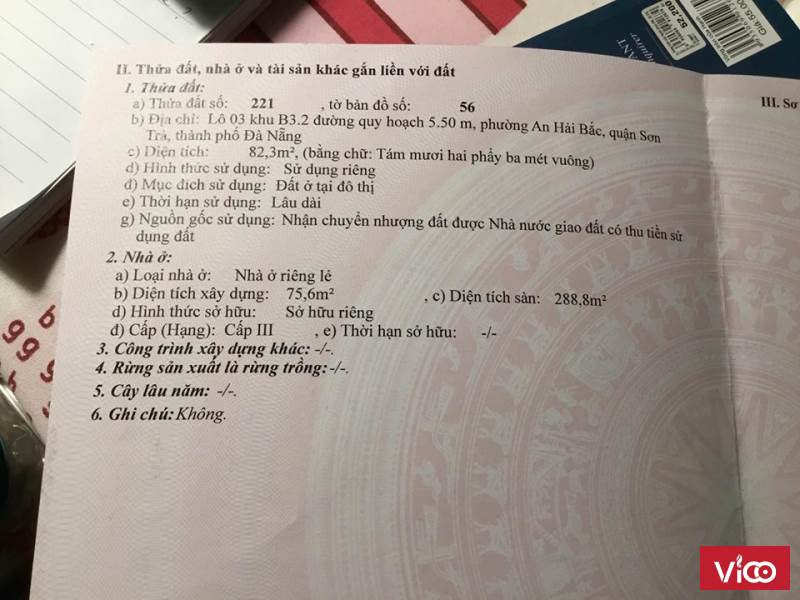 II. Thửa đất, nhà ở và tài sản khác gắn liền với đất
1. Thửa đất:
a) Thửa đất số: 221 , tờ bản đồ số: 56
b) Địa chỉ: Lô 03 khu B3.2 đường quy hoạch 5.50 m, phường An Hải Bắc, quận Sơn
Trà, thành phố Đà Nẵng
c) Diện tích: 82,3m², (bằng chữ: Tám mươi hai phẩy ba mét vuông)
d) Hình thức sử dụng: Sử dụng riêng
đ) Mục đích sử dụng: Đất ở tại đô thị
e) Thời hạn sử dụng: Lâu dài
g) Nguồn gốc sử dụng: Nhận chuyển nhượng đất được Nhà nước giao đất có thu tiền sử
dụng đất
2. Nhà ở:
a) Loại nhà ở: Nhà ở riêng lẻ
b) Diện tích xây dựng: 75,6m² , c) Diện tích sàn: 288,8m²
d) Hình thức sở hữu: Sở hữu riêng
đ) Cấp (Hạng): Cấp III , e) Thời hạn sở hữu: -/-
3. Công trình xây dựng khác: -/-.
4. Rừng sản xuất là rừng trồng: -/-.
5. Cây lâu năm: -/-.
6. Ghi chú: Không.
III. Sơ
52,200
ANT
99
VICO